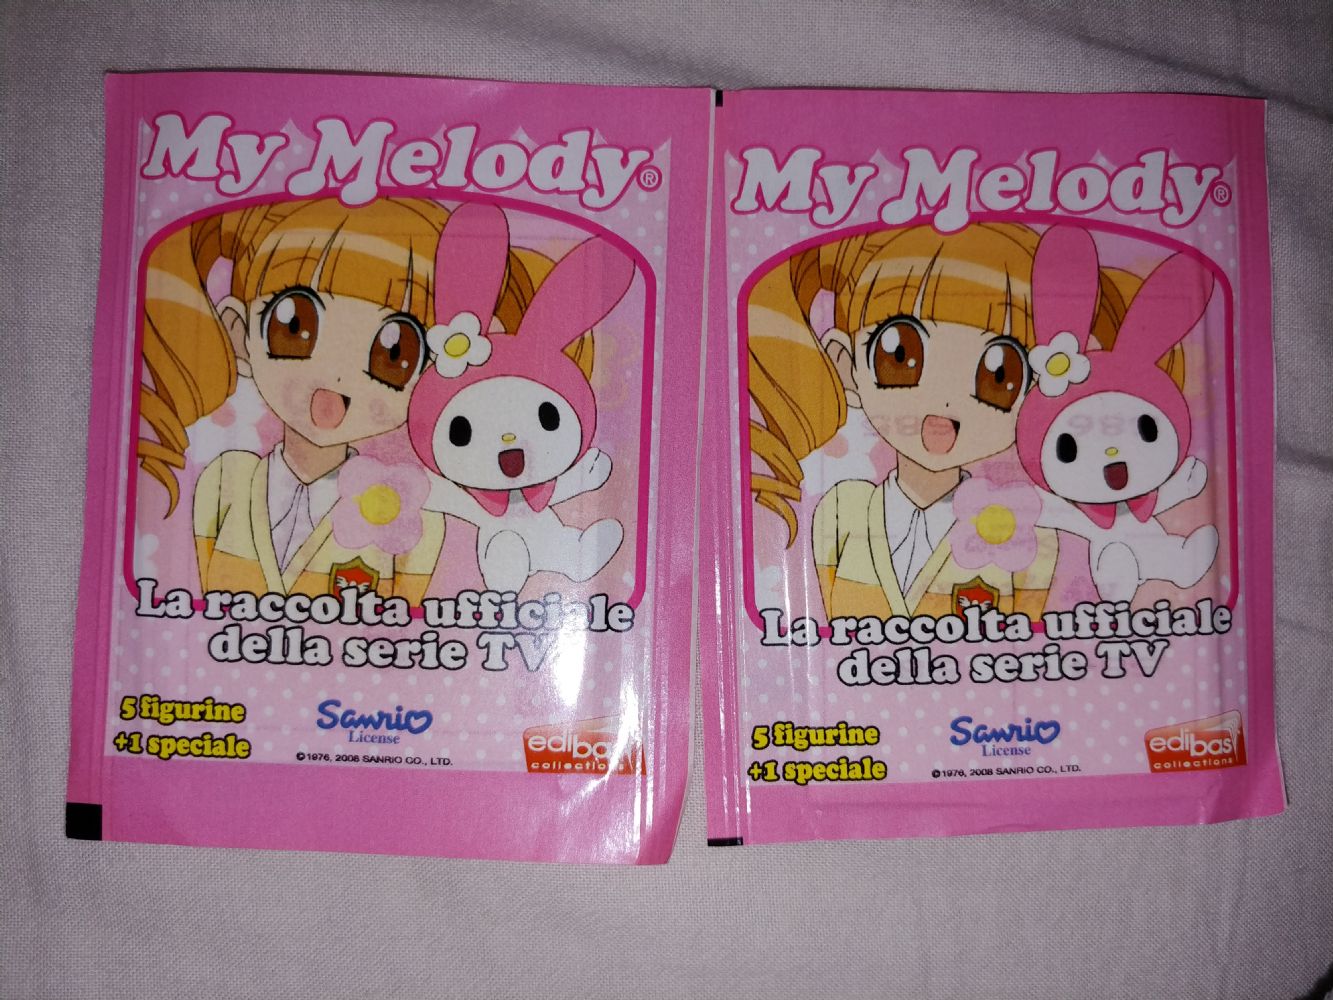 My Melody®
La raccolta ufficiale
della serie TV
5 figurine
+1 speciale
Sanrio
License
©1976, 2008 SANRIO CO., LTD.
edibas
collections
My Melody®
La raccolta ufficiale
della serie TV
5 figurine
+1 speciale
Sanrio
License
©1976, 2008 SANRIO CO., LTD.
edibas
collections